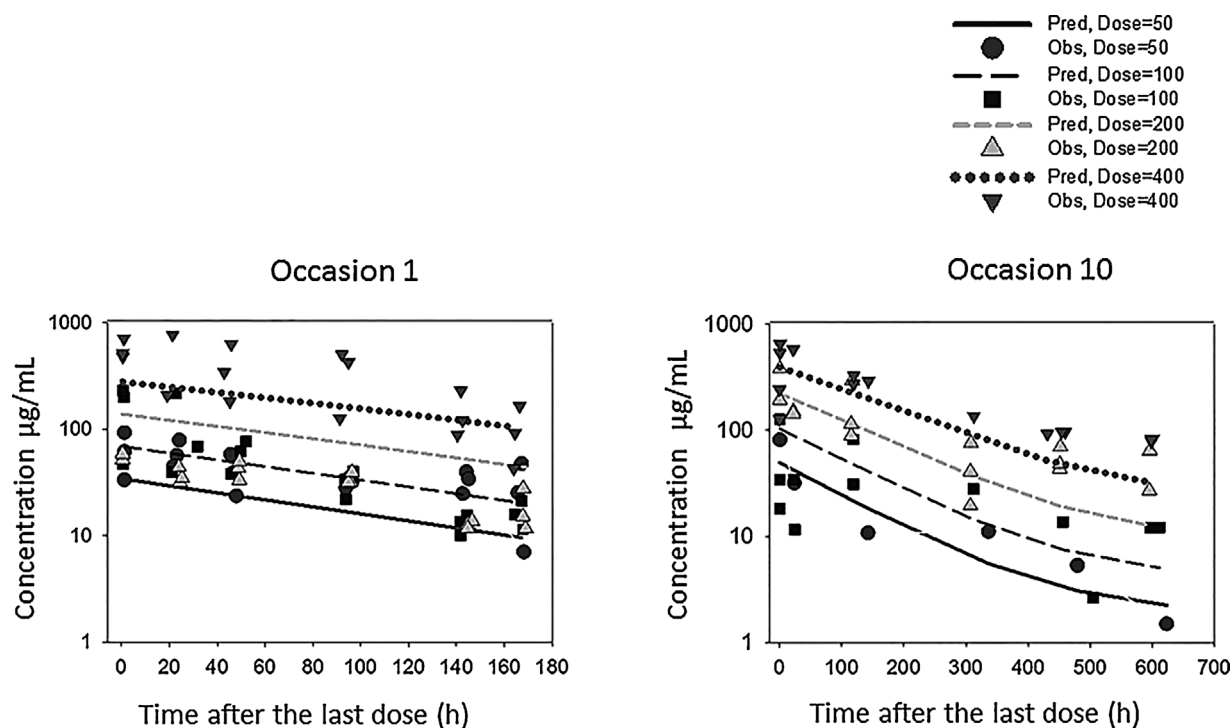 Pred, Dose=50
Obs, Dose=50
Pred, Dose=100
Obs, Dose=100
Pred, Dose=200
Obs, Dose=200
Pred, Dose=400
Obs, Dose=400
Occasion 1
Concentration µg/mL
1000
100
10
1
0 20 40 60 80 100 120 140 160 180
Time after the last dose (h)
Occasion 10
Concentration µg/mL
1000
100
10
1
0 100 200 300 400 500 600 700
Time after the last dose (h)